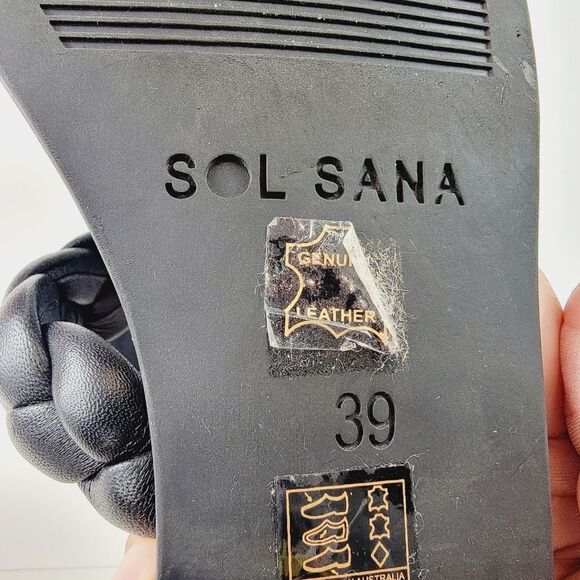 SOL SANA
GENU
LEATHER
39
AUSTRALIA